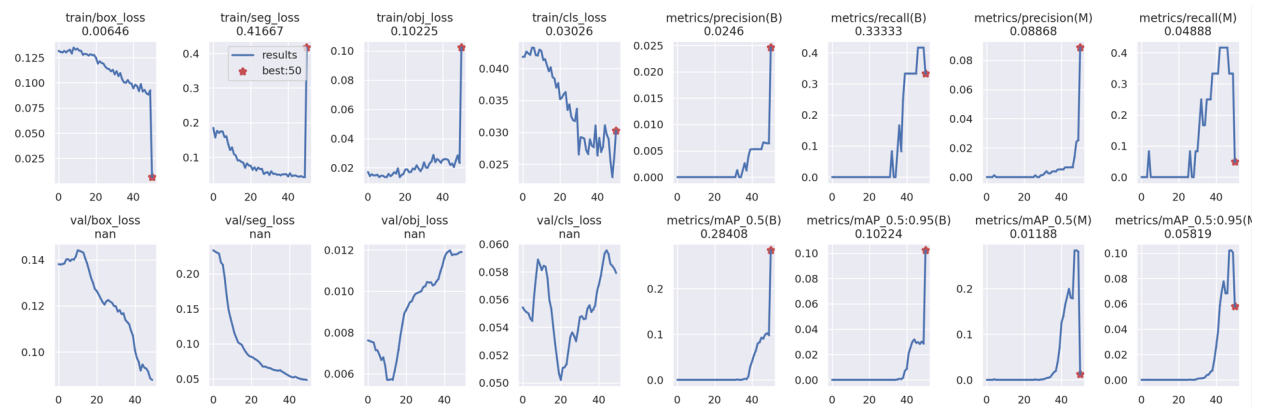 train/box_loss
0.00646
train/seg_loss
0.41667
train/obj_loss
0.10225
train/cls_loss
0.03026
metrics/precision(B)
0.0246
metrics/recall(B)
0.33333
metrics/precision(M)
0.08868
metrics/recall(M)
0.04888
0.125
0.100
0.075
0.050
0.025
0 20 40
0.4
0.3
0.2
0.1
results
best:50
0 20 40
0.10
0.08
0.06
0.04
0.02
0 20 40
0.040
0.035
0.030
0.025
0 20 40
0.025
0.020
0.015
0.010
0.005
0.000
0 20 40
0.4
0.3
0.2
0.1
0.0
0 20 40
0.08
0.06
0.04
0.02
0.00
0 20 40
0.4
0.3
0.2
0.1
0.0
0 20 40
val/box_loss
nan
val/seg_loss
nan
val/obj_loss
nan
val/cls_loss
nan
metrics/mAP_0.5(B)
0.28408
metrics/mAP_0.5:0.95(B)
0.10224
metrics/mAP_0.5(M)
0.01188
metrics/mAP_0.5:0.95(M
0.05819
0.14
0.12
0.10
0 20 40
0.20
0.15
0.10
0.05
0 20 40
0.012
0.010
0.008
0.006
0 20 40
0.060
0.058
0.056
0.054
0.052
0.050
0 20 40
0.2
0.1
0.0
0 20 40
0.10
0.08
0.06
0.04
0.02
0.00
0 20 40
0.2
0.1
0.0
0 20 40
0.10
0.08
0.06
0.04
0.02
0.00
0 20 40